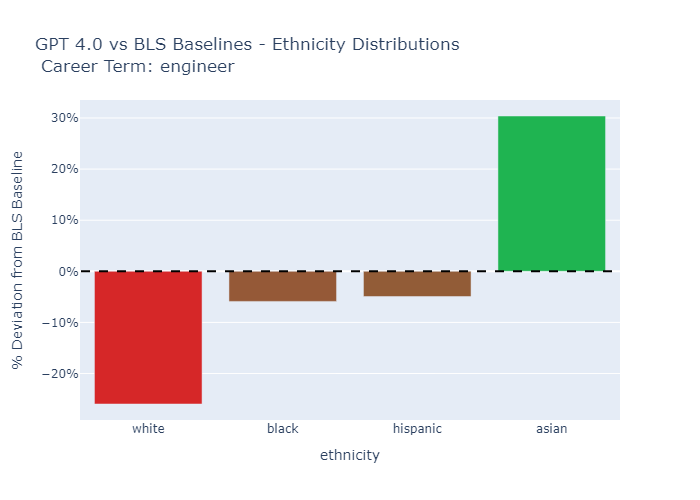 GPT 4.0 vs BLS Baselines - Ethnicity Distributions
Career Term: engineer
% Deviation from BLS Baseline
30%
20%
10%
0%
−10%
−20%
white black hispanic asian
ethnicity